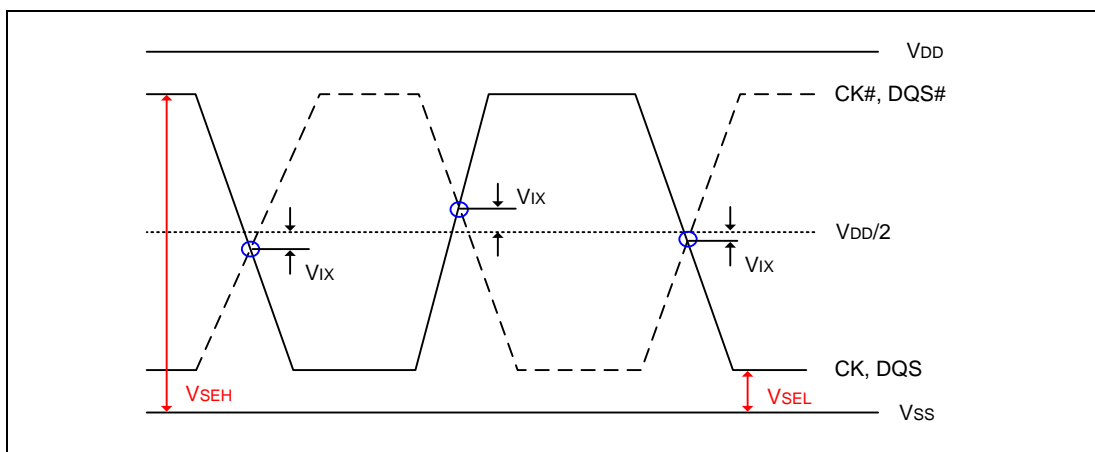 VDD
CK#, DQS#
VIX
VDD/2
VIX
VIX
CK, DQS
VSEH
VSEL
VSS